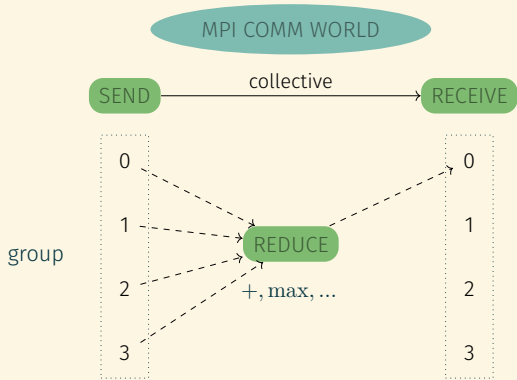 MPI COMM WORLD
collective
SEND
RECEIVE
0
0
1
1
REDUCE
group
2
2
+, max, ...
3
3